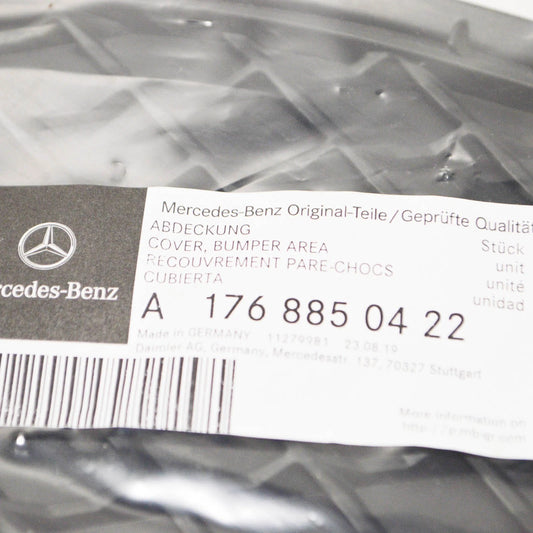 Mercedes-Benz Original-Teile/Geprüfte Qualität
ABDECKUNG
COVER, BUMPER AREA
RECOUVREMENT PARE-CHOCS
CUBIERTA
Stück
unit
unité
unidad
rcedes-Benz
A 176 885 04 22
Made in GERMANY 11279981 23.08.19
Daimler AG, Germany, Mercedesstr. 137, 70327 Stuttgart
More information on